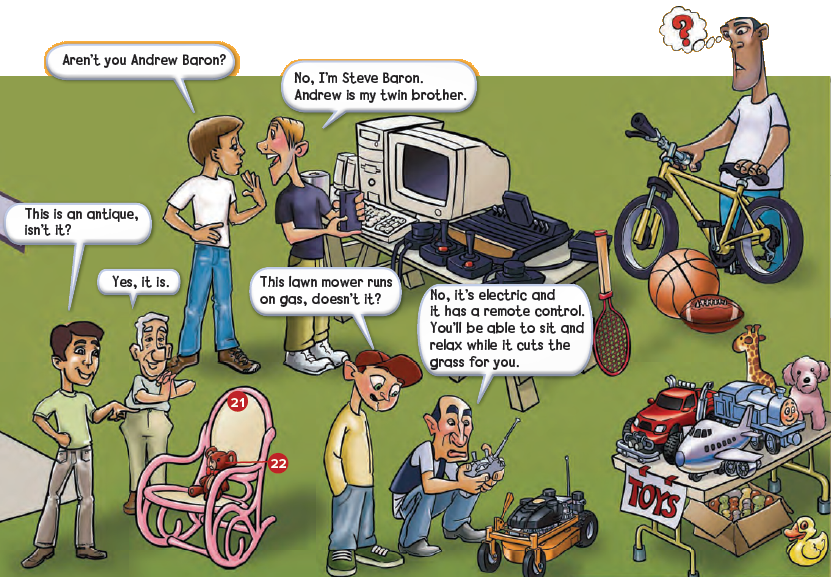 ?
Aren't you Andrew Baron?
No, I'm Steve Baron.
Andrew is my twin brother.
This is an antique,
isn't it?
Yes, it is.
This lawn mower runs
on gas, doesn't it?
No, it's electric and
it has a remote control.
You'll be able to sit and
relax while it cuts the
grass for you.
21
22
TOYS